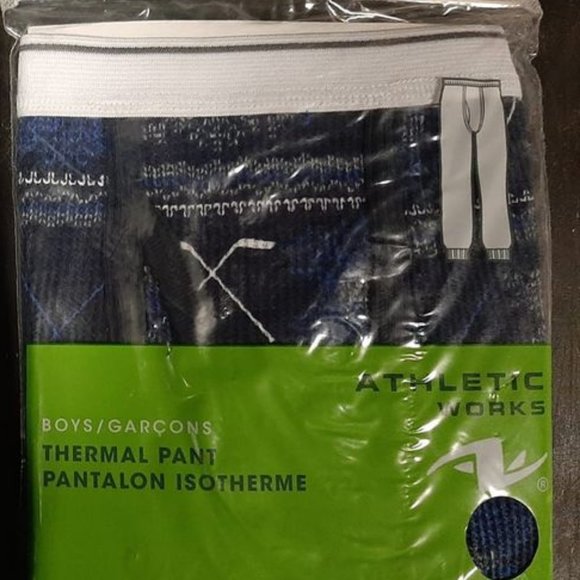 ATHLETIC
WORKS
BOYS/GARÇONS
THERMAL PANT
PANTALON ISOTHERME
®